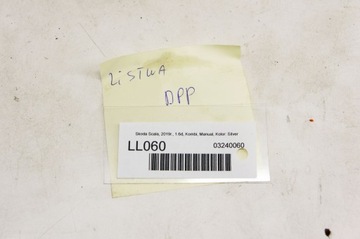 LiSTWA
DPP
Skoda Scala, 2019r., 1.6d, Kombi, Manual, Kolor: Silver
LL060
03240060